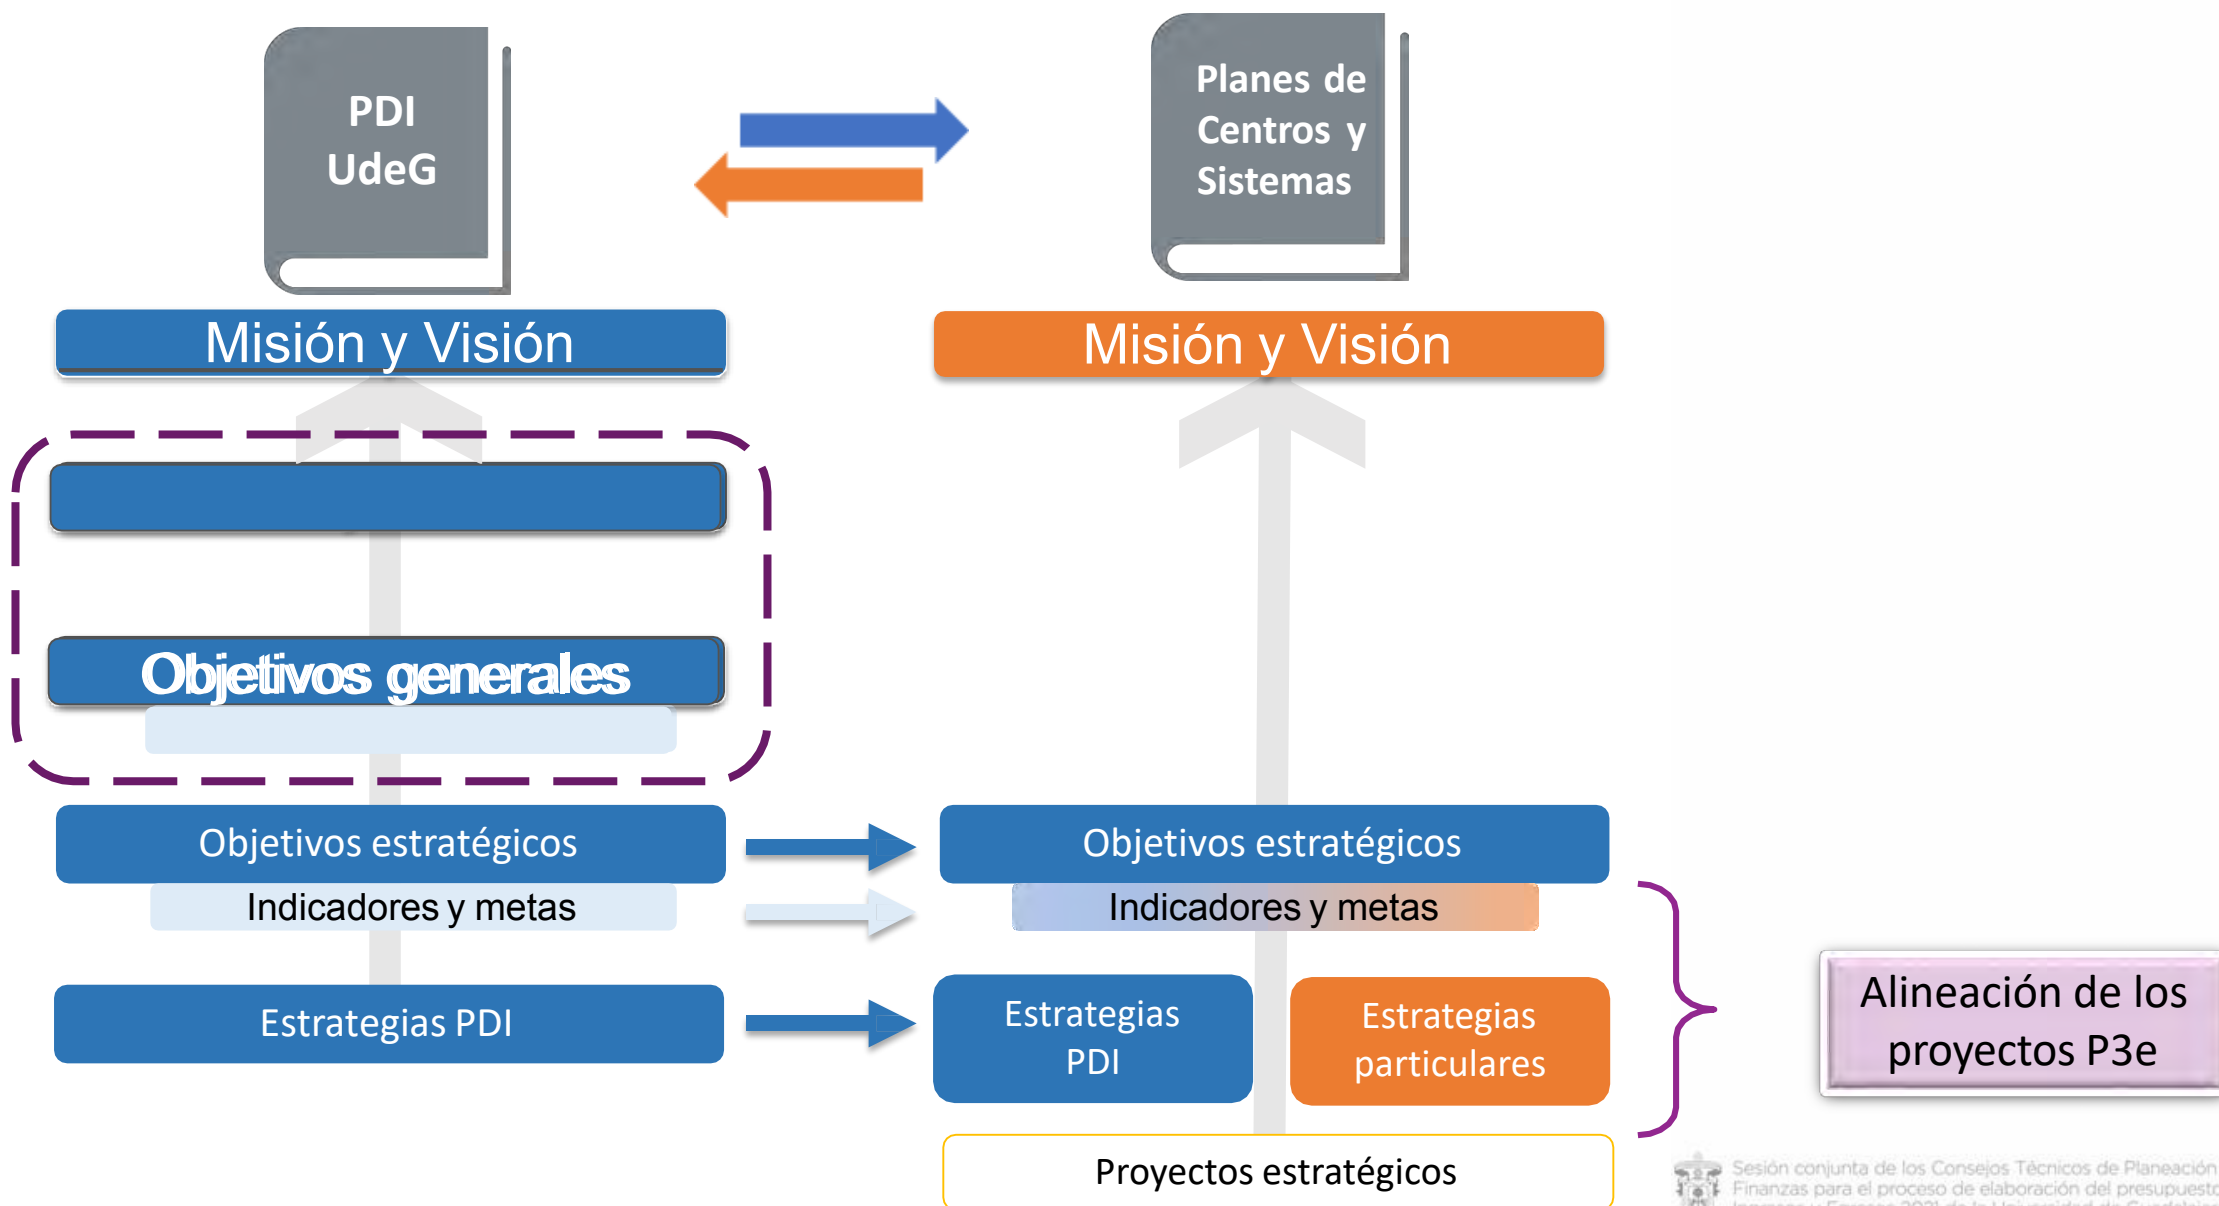 PDI
UdeG
Planes de
Centros y
Sistemas
Misión y Visión
Misión y Visión
Objetivos generales
Objetivos estratégicos
Objetivos estratégicos
Indicadores y metas
Indicadores y metas
Estrategias PDI
Estrategias
PDI
Estrategias
particulares
Alineación de los
proyectos P3e
Proyectos estratégicos
Sesión conjunta de los Consejos Técnicos de Planeación
Finanzas para el proceso de elaboración del presupuesto